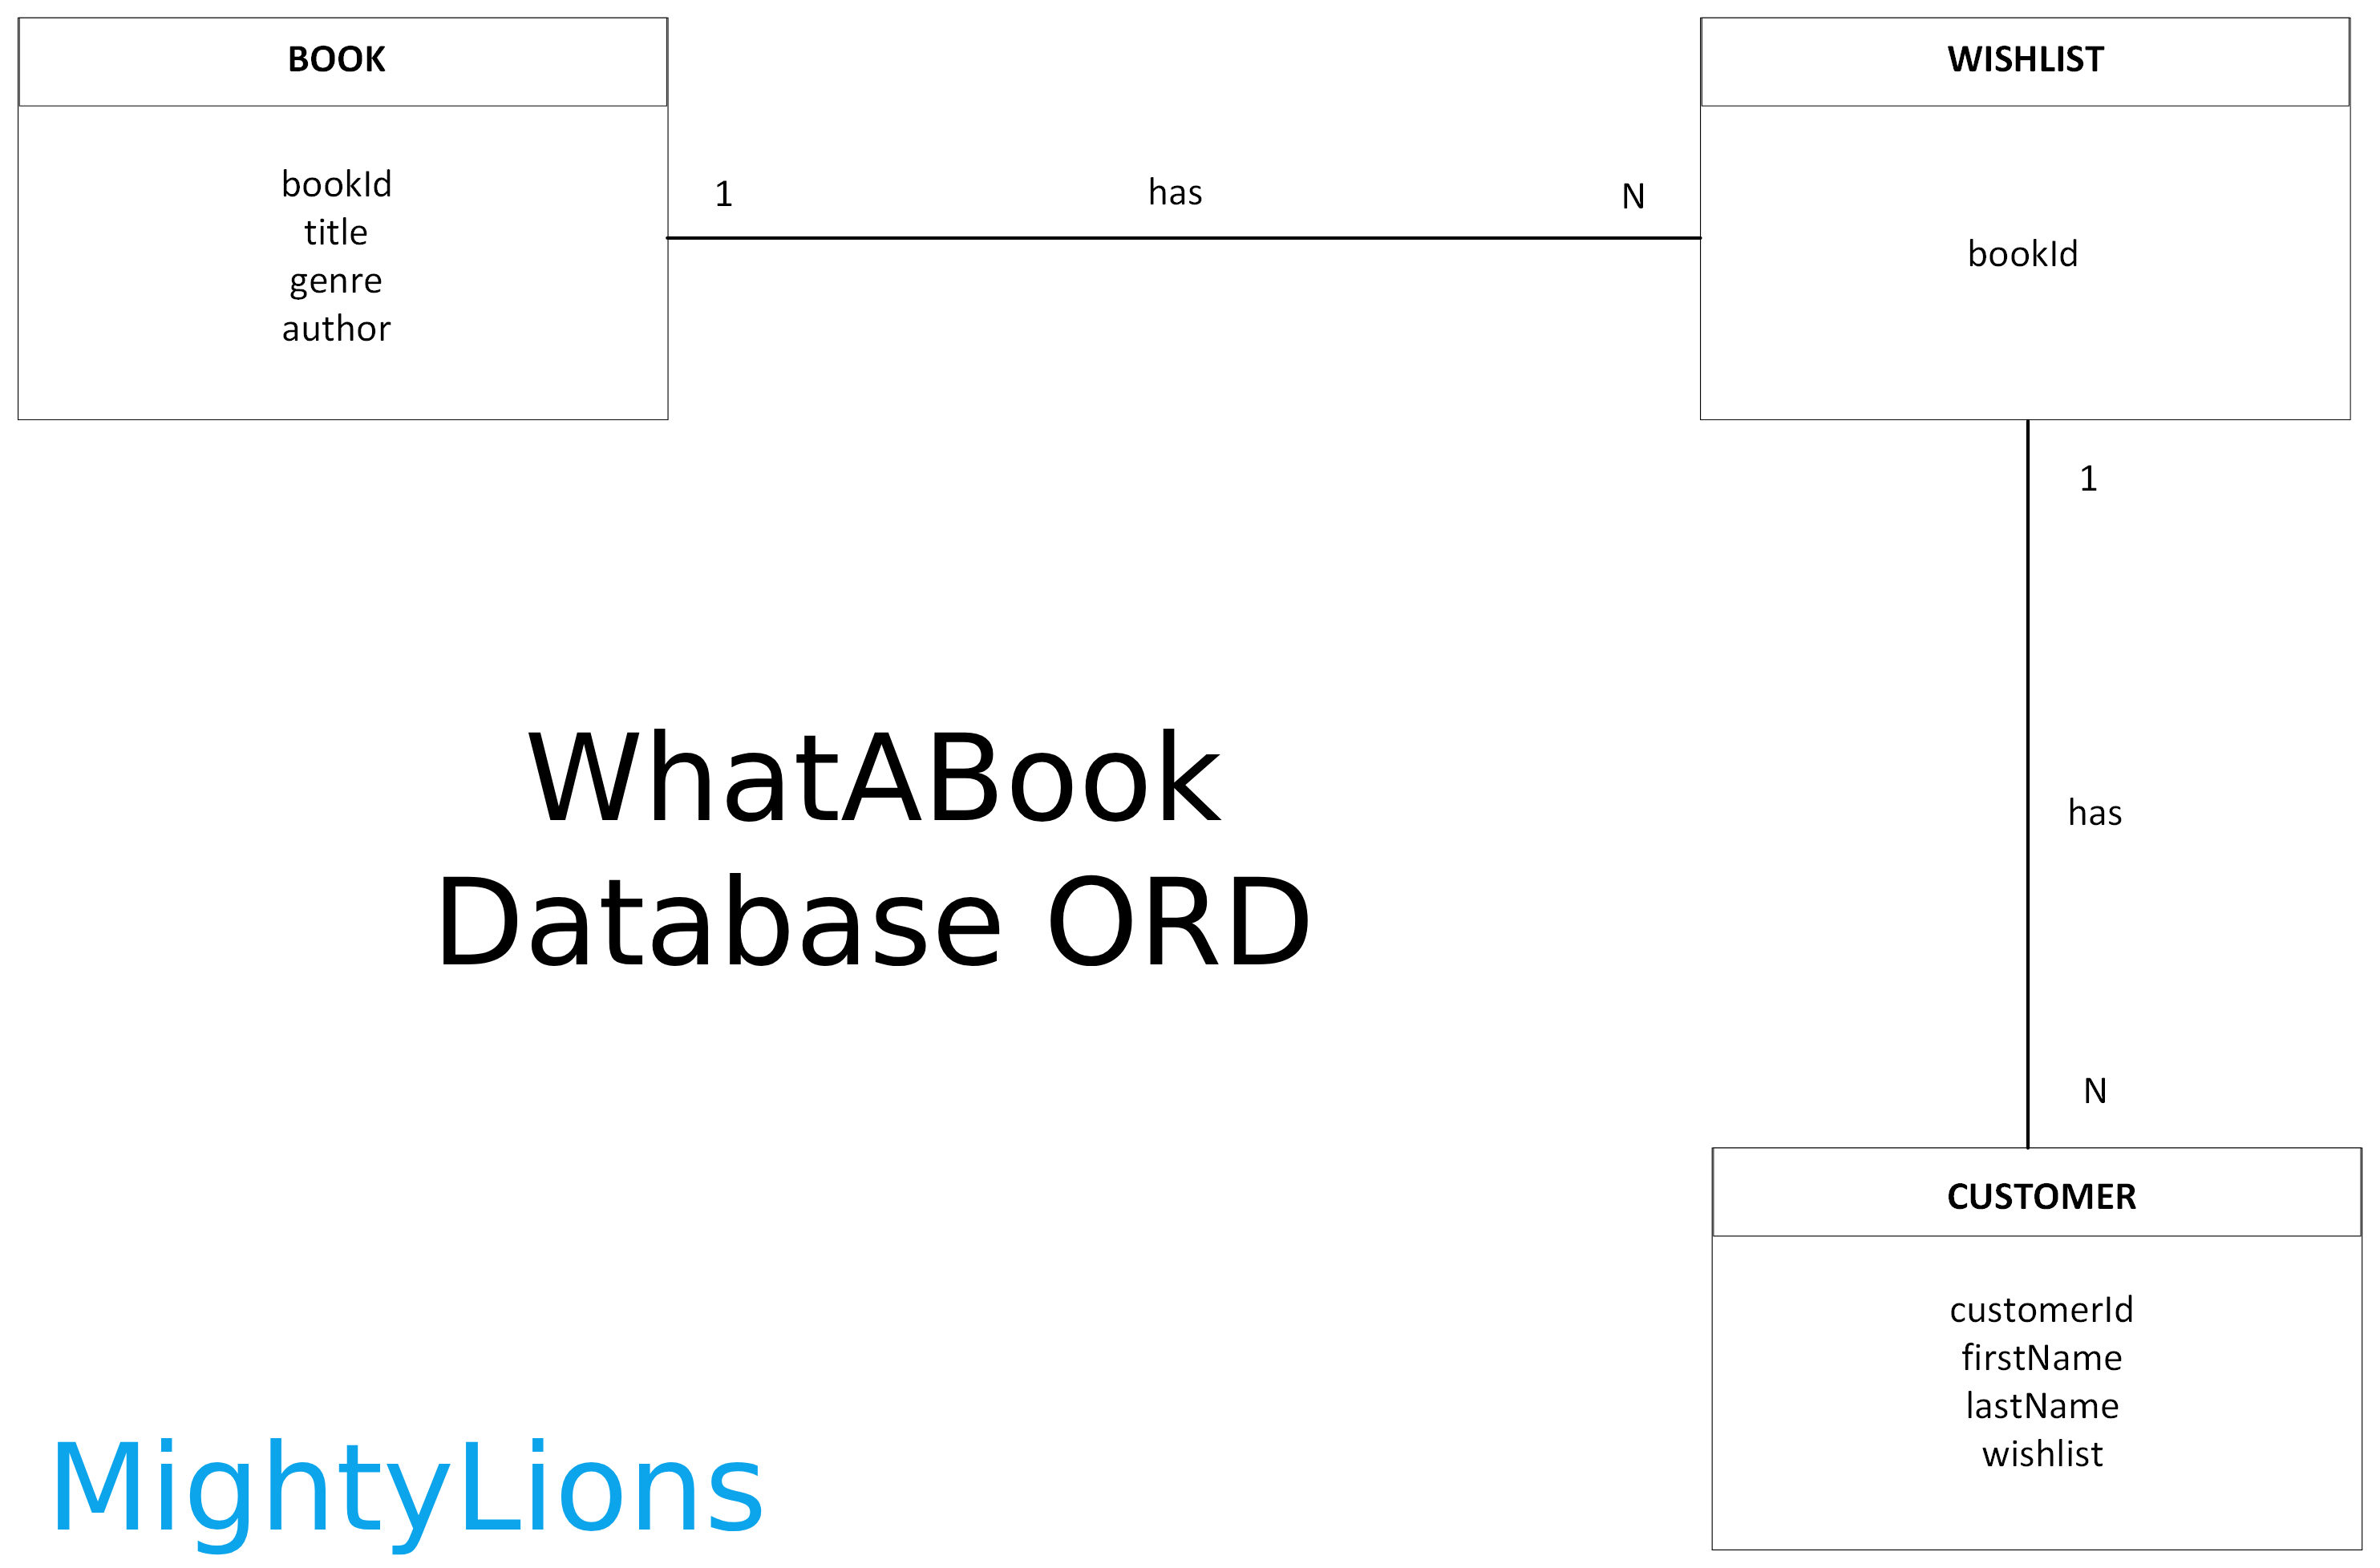 BOOK
bookId
title
genre
author
1
has
N
WISHLIST
bookId
1
has
N
WhatABook
Database ORD
CUSTOMER
customerId
firstName
lastName
wishlist
MightyLions